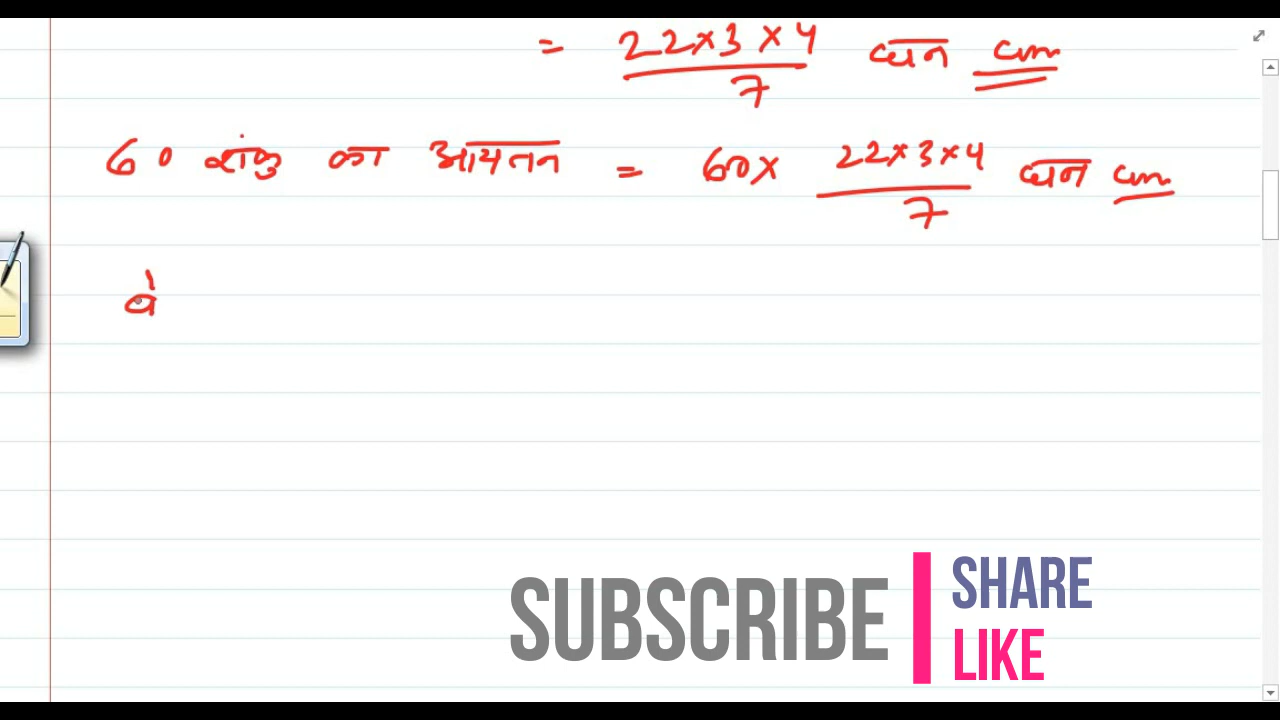 = 22×3×4/7 घन cm
60 शंकु का आयतन = 60× 22×3×4/7 घन cm
बे
SUBSCRIBE
SHARE
LIKE